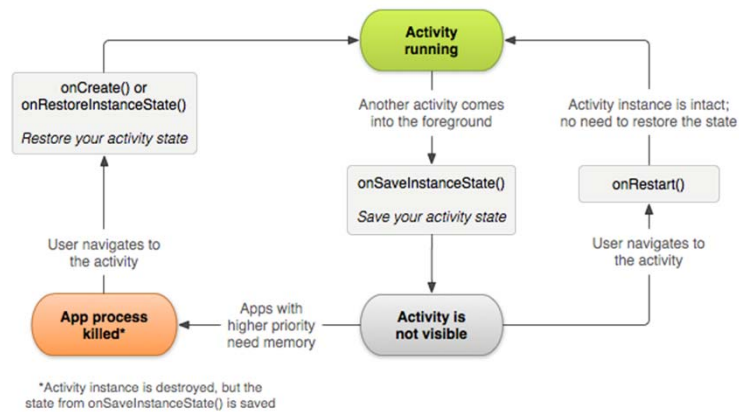 Activity
running
onCreate() or
onRestoreInstanceState()
Restore your activity state
Another activity comes
into the foreground
Activity instance is intact;
no need to restore the state
onSaveInstanceState()
Save your activity state
onRestart()
User navigates to
the activity
User navigates to
the activity
App process
killed*
Apps with
higher priority
need memory
Activity is
not visible
*Activity instance is destroyed, but the
state from onSaveInstanceState() is saved